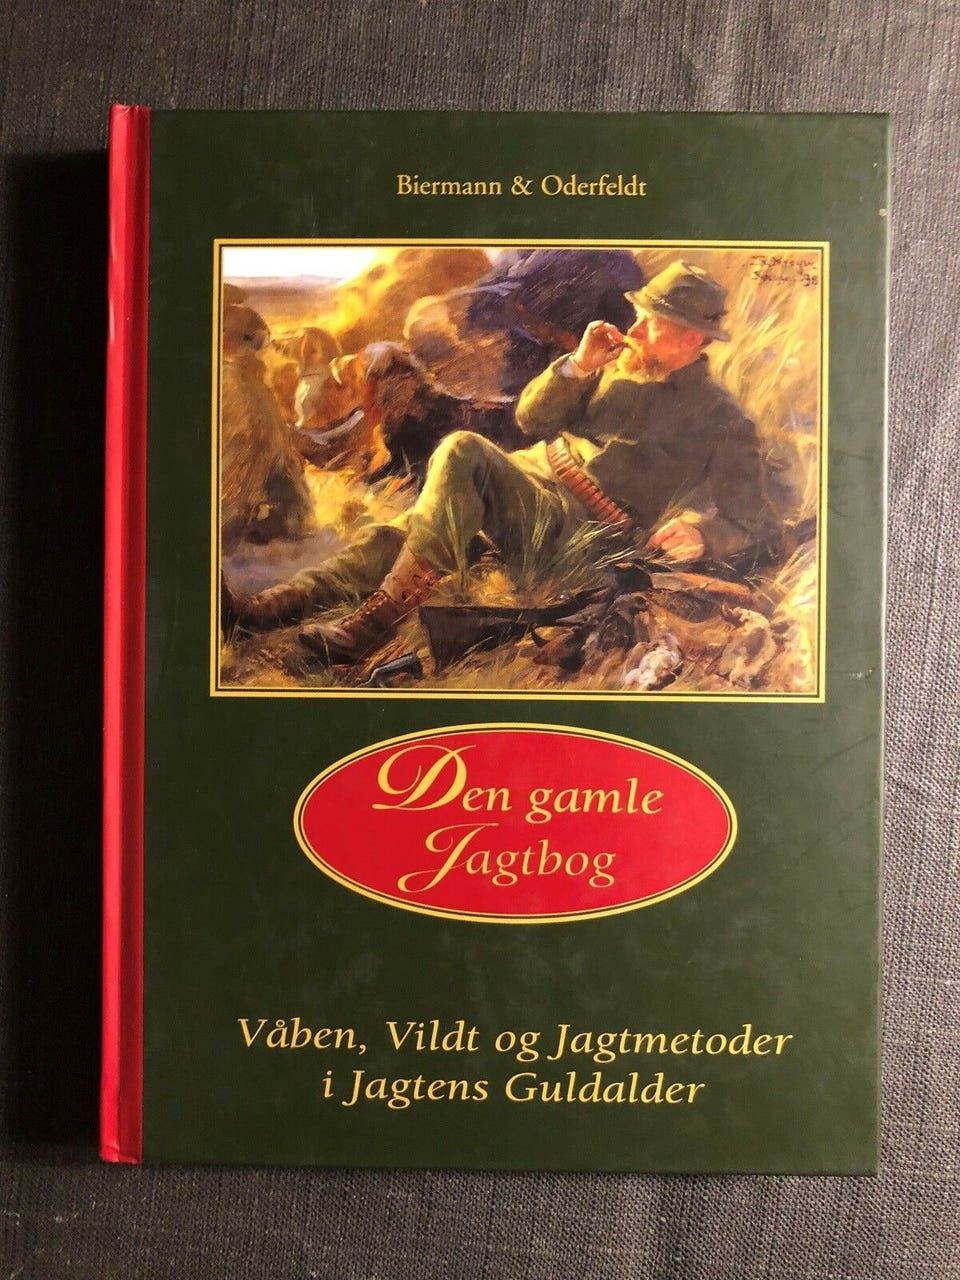 Biermann & Oderfeldt
Den gamle
Jagtbog
Våben, Vildt og Jagtmetoder
i Jagtens Guldalder